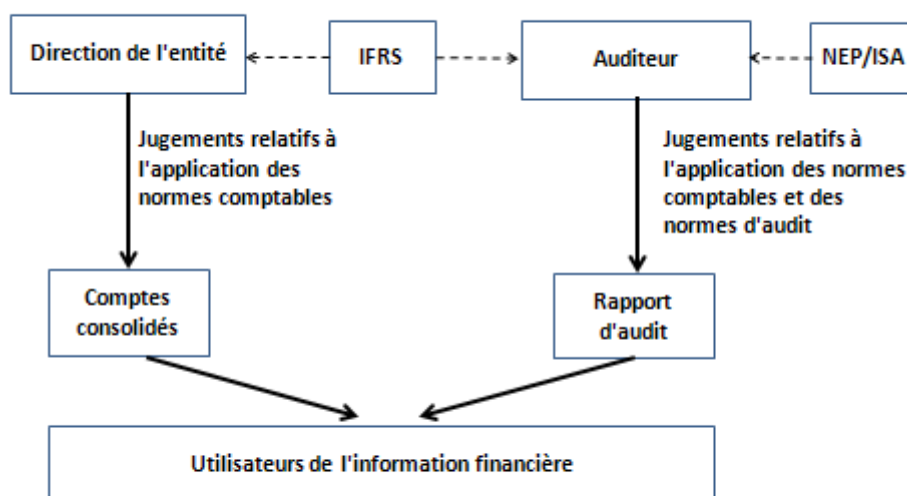 Direction de l'entité
IFRS
Auditeur
NEP/ISA
Jugements relatifs à
l'application des
normes comptables
Jugements relatifs à
l'application des normes
comptables et des
normes d'audit
Comptes
consolidés
Rapport
d'audit
Utilisateurs de l'information financière